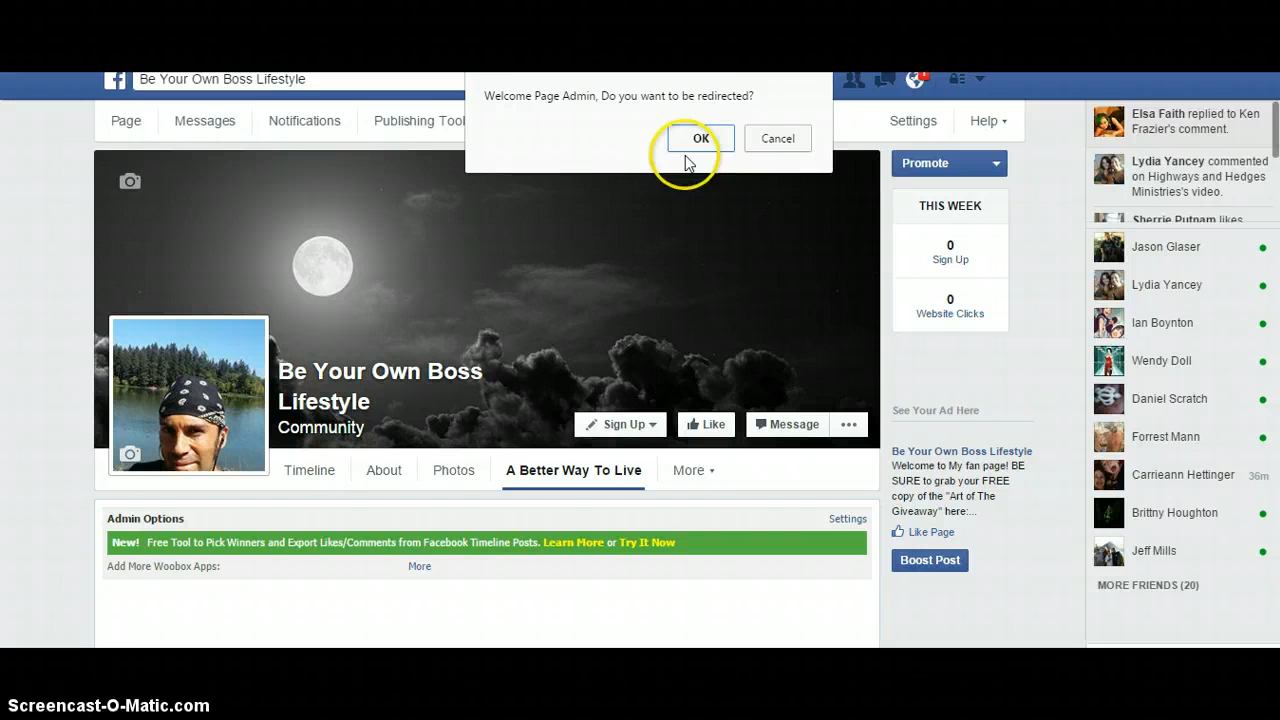 Be Your Own Boss Lifestyle
Welcome Page Admin, Do you want to be redirected?
OK
Cancel
Page
Messages
Notifications
Publishing Tool
Settings
Help
Promote
THIS WEEK
0
Sign Up
0
Website Clicks
See Your Ad Here
Be Your Own Boss Lifestyle
Welcome to My fan page! BE
SURE to grab your FREE
copy of the "Art of The
Giveaway" here:...
Like Page
Boost Post
Be Your Own Boss
Lifestyle
Community
Sign Up
Like
Message
Timeline
About
Photos
A Better Way To Live
More
Admin Options
Settings
New! Free Tool to Pick Winners and Export Likes/Comments from Facebook Timeline Posts. Learn More or Try It Now
Add More Woobox Apps:
More
Elsa Faith replied to Ken
Frazier's comment.
Lydia Yancey commented
on Highways and Hedges
Ministries's video.
Sherrie Putnam likes
Jason Glaser
Lydia Yancey
Ian Boynton
Wendy Doll
Daniel Scratch
Forrest Mann
Carrieann Hettinger 36m
Brittny Houghton
Jeff Mills
MORE FRIENDS (20)
Screencast-O-Matic.com